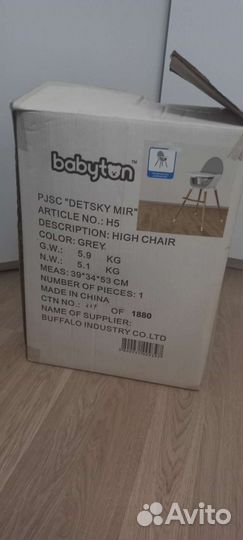 babyton
PJSC "DETSKY MIR"
ARTICLE NO.: H5
DESCRIPTION: HIGH CHAIR
COLOR: GREY
G.W.: 5.9 KG
N.W.: 5.1 KG
MEAS: 39*34*53 CM
NUMBER OF PIECES: 1
MADE IN CHINA
CTN NO.: OF 1880
NAME OF SUPPLIER:
BUFFALO INDUSTRY CO.LTD
Avito